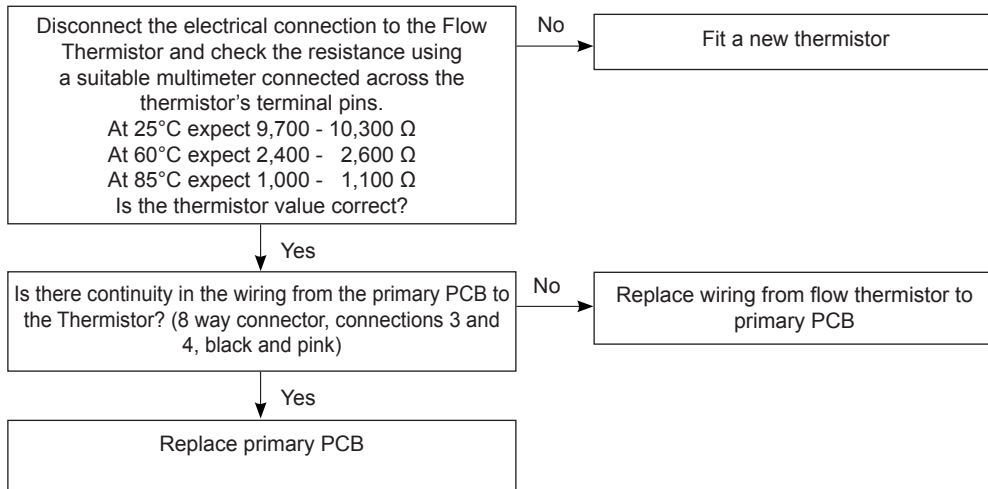 Disconnect the electrical connection to the Flow
Thermistor and check the resistance using
a suitable multimeter connected across the
thermistor’s terminal pins.
At 25°C expect 9,700 - 10,300 Ω
At 60°C expect 2,400 - 2,600 Ω
At 85°C expect 1,000 - 1,100 Ω
Is the thermistor value correct?
No
Fit a new thermistor
Yes
Is there continuity in the wiring from the primary PCB to
the Thermistor? (8 way connector, connections 3 and
4, black and pink)
No
Replace wiring from flow thermistor to
primary PCB
Yes
Replace primary PCB